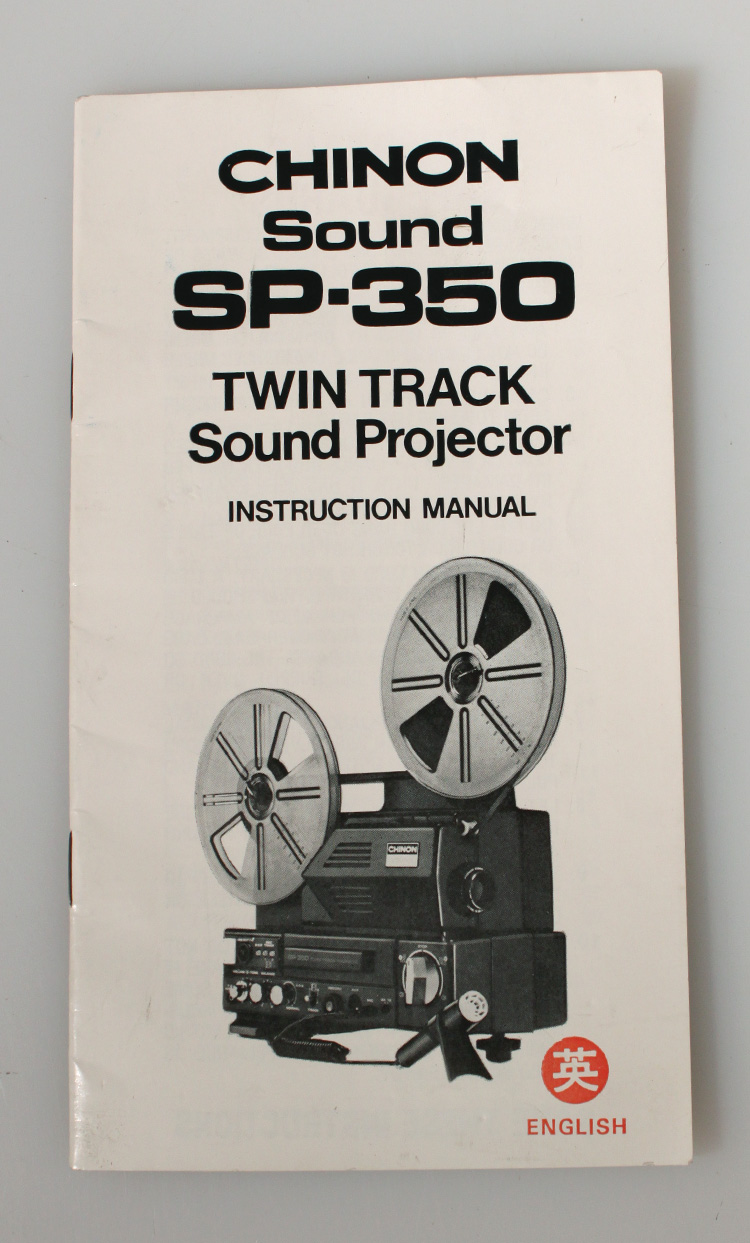 CHINON
Sound
SP-350
TWIN TRACK
Sound Projector
INSTRUCTION MANUAL
CHINON
英
ENGLISH